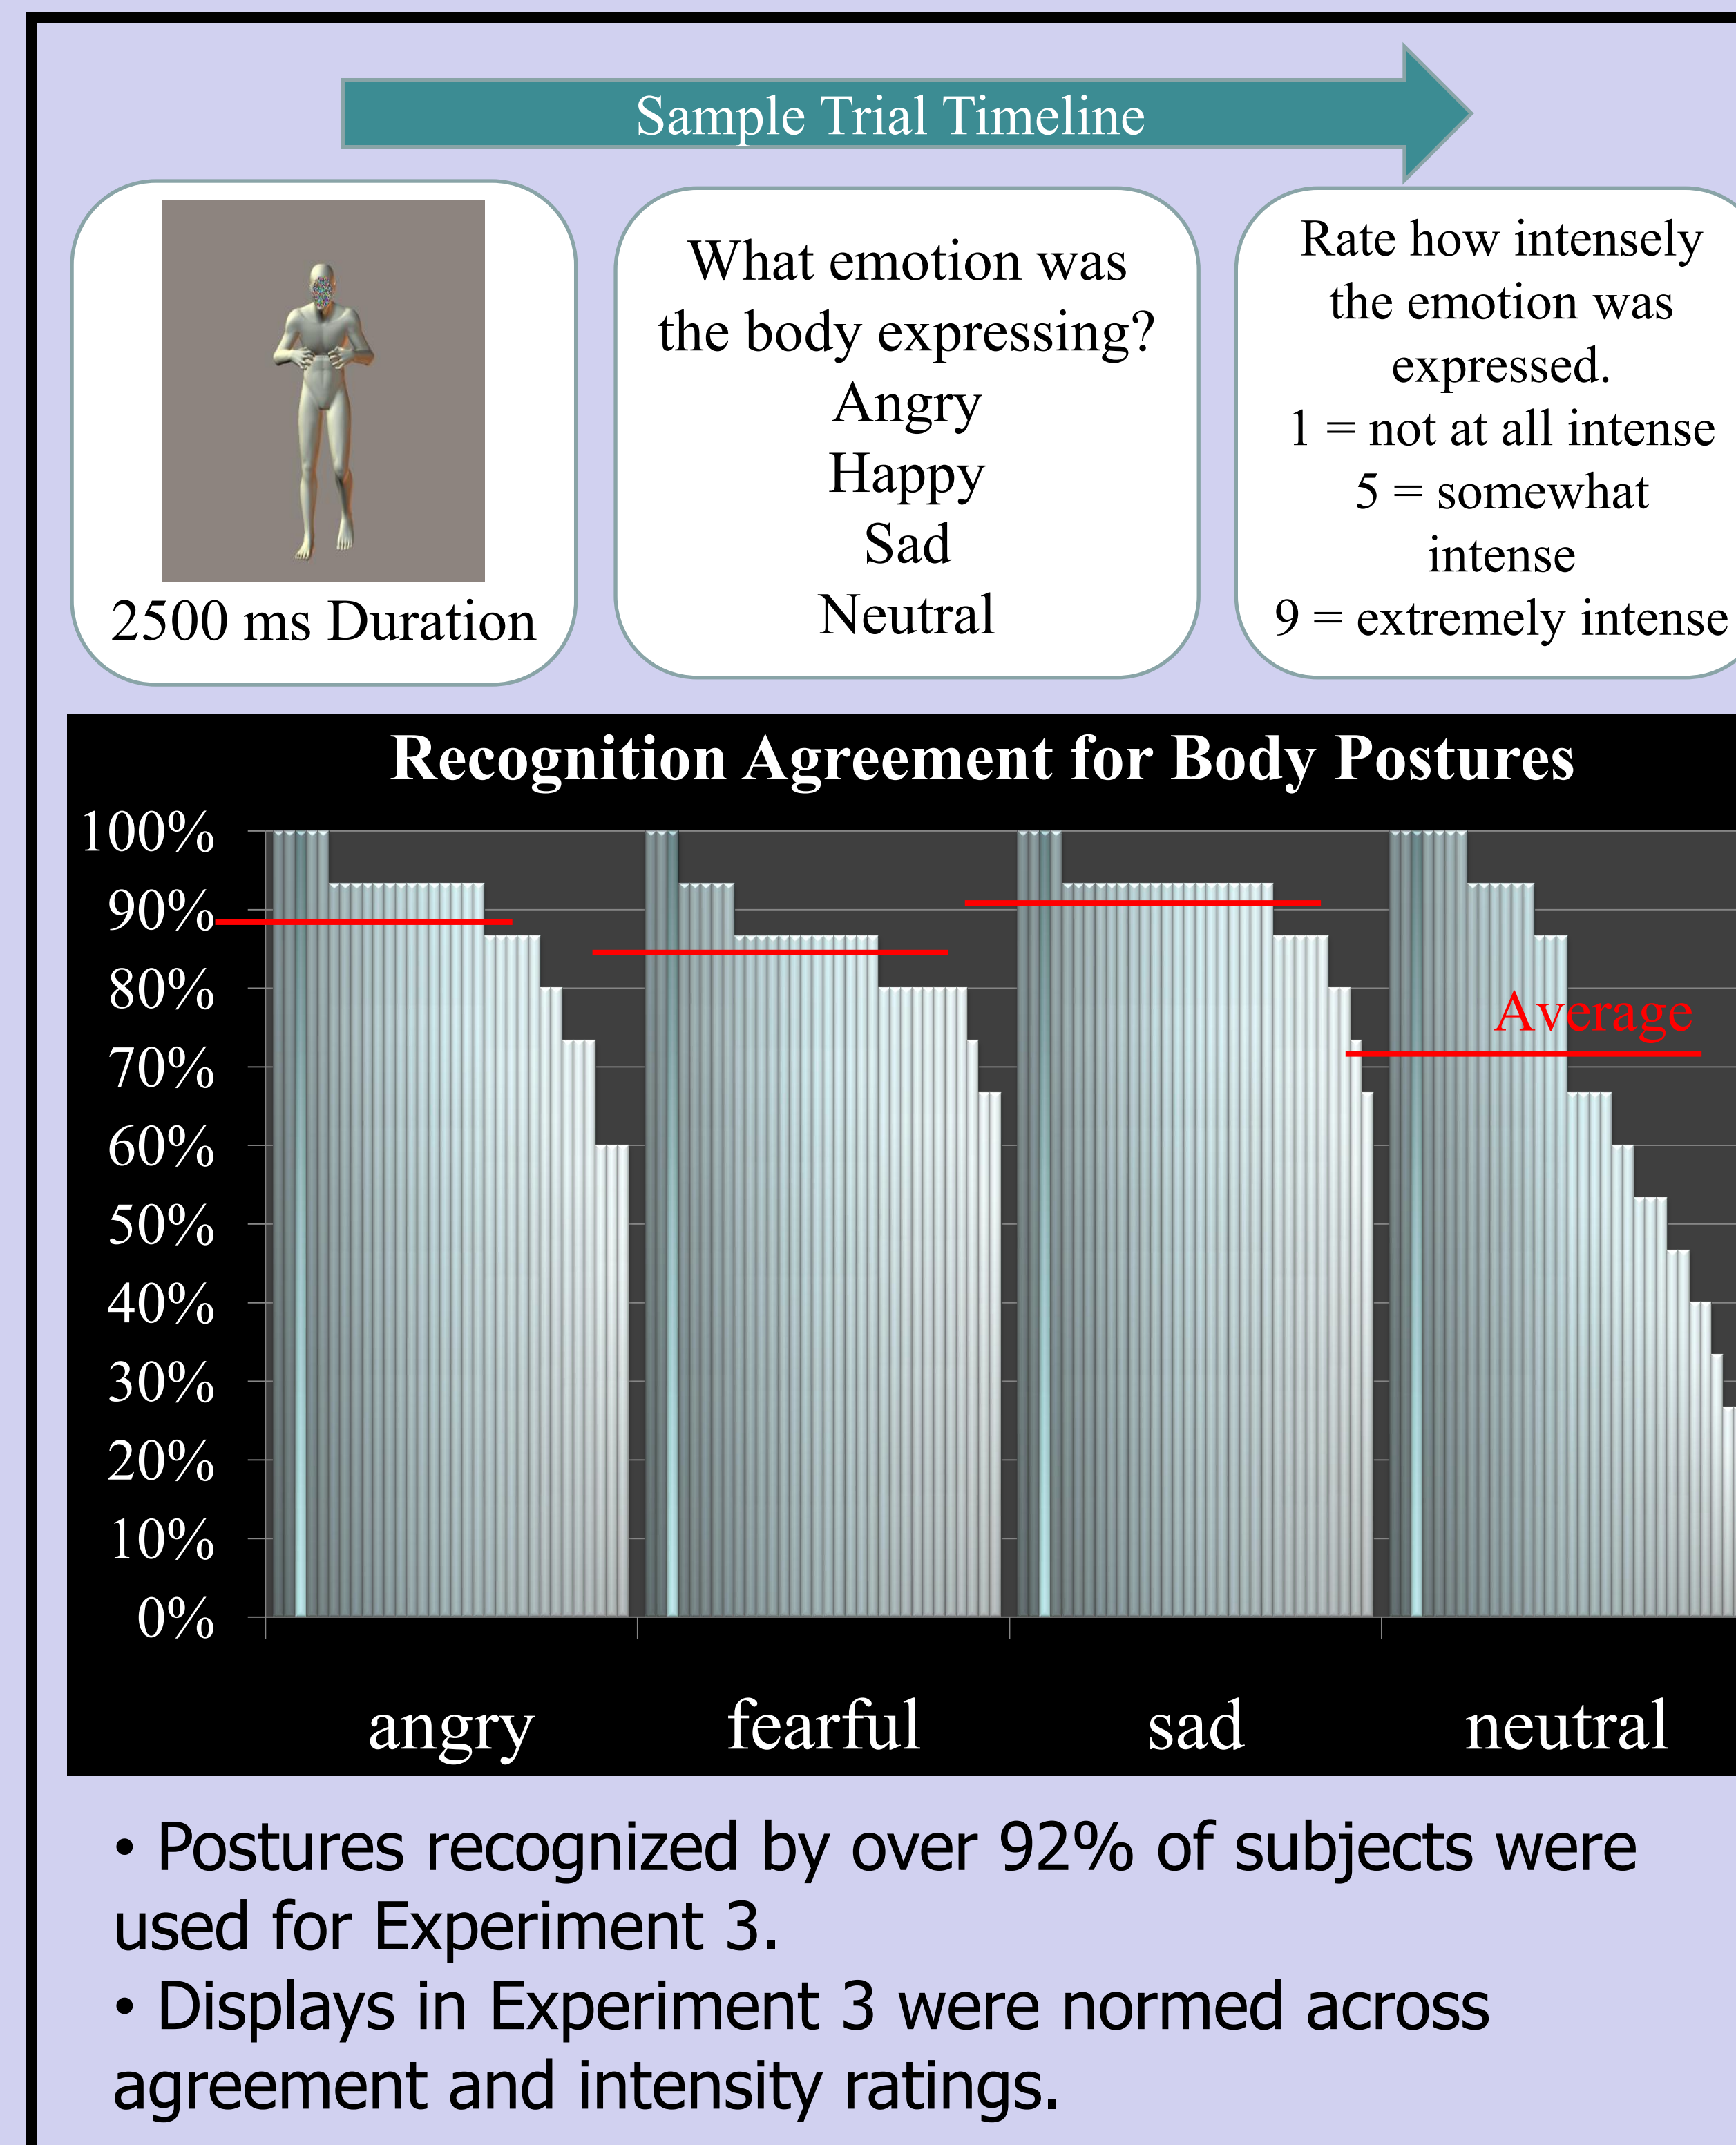 Sample Trial Timeline
2500 ms Duration
What emotion was
the body expressing?
Angry
Happy
Sad
Neutral
Rate how intensely
the emotion was
expressed.
1 = not at all intense
5 = somewhat
intense
9 = extremely intense
Recognition Agreement for Body Postures
100%
90%
80%
70%
60%
50%
40%
30%
20%
10%
0%
Average
angry
fearful
sad
neutral
• Postures recognized by over 92% of subjects were
used for Experiment 3.
• Displays in Experiment 3 were normed across
agreement and intensity ratings.